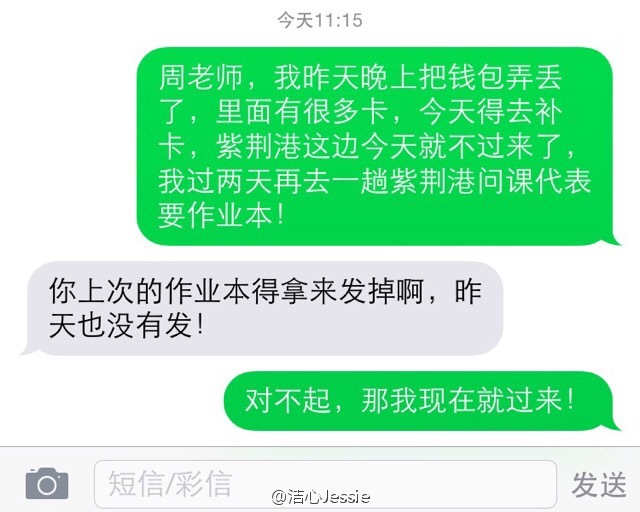 今天11:15
周老师，我昨天晚上把钱包弄丢
了，里面有很多卡，今天得去补
卡，紫荆港这边今天就不过来了，
我过两天再去一趟紫荆港问课代表
要作业本！
你上次的作业本得拿来发掉啊，昨
天也没有发！
对不起，那我现在就过来！
短信/彩信
发送
@洁心Jessie